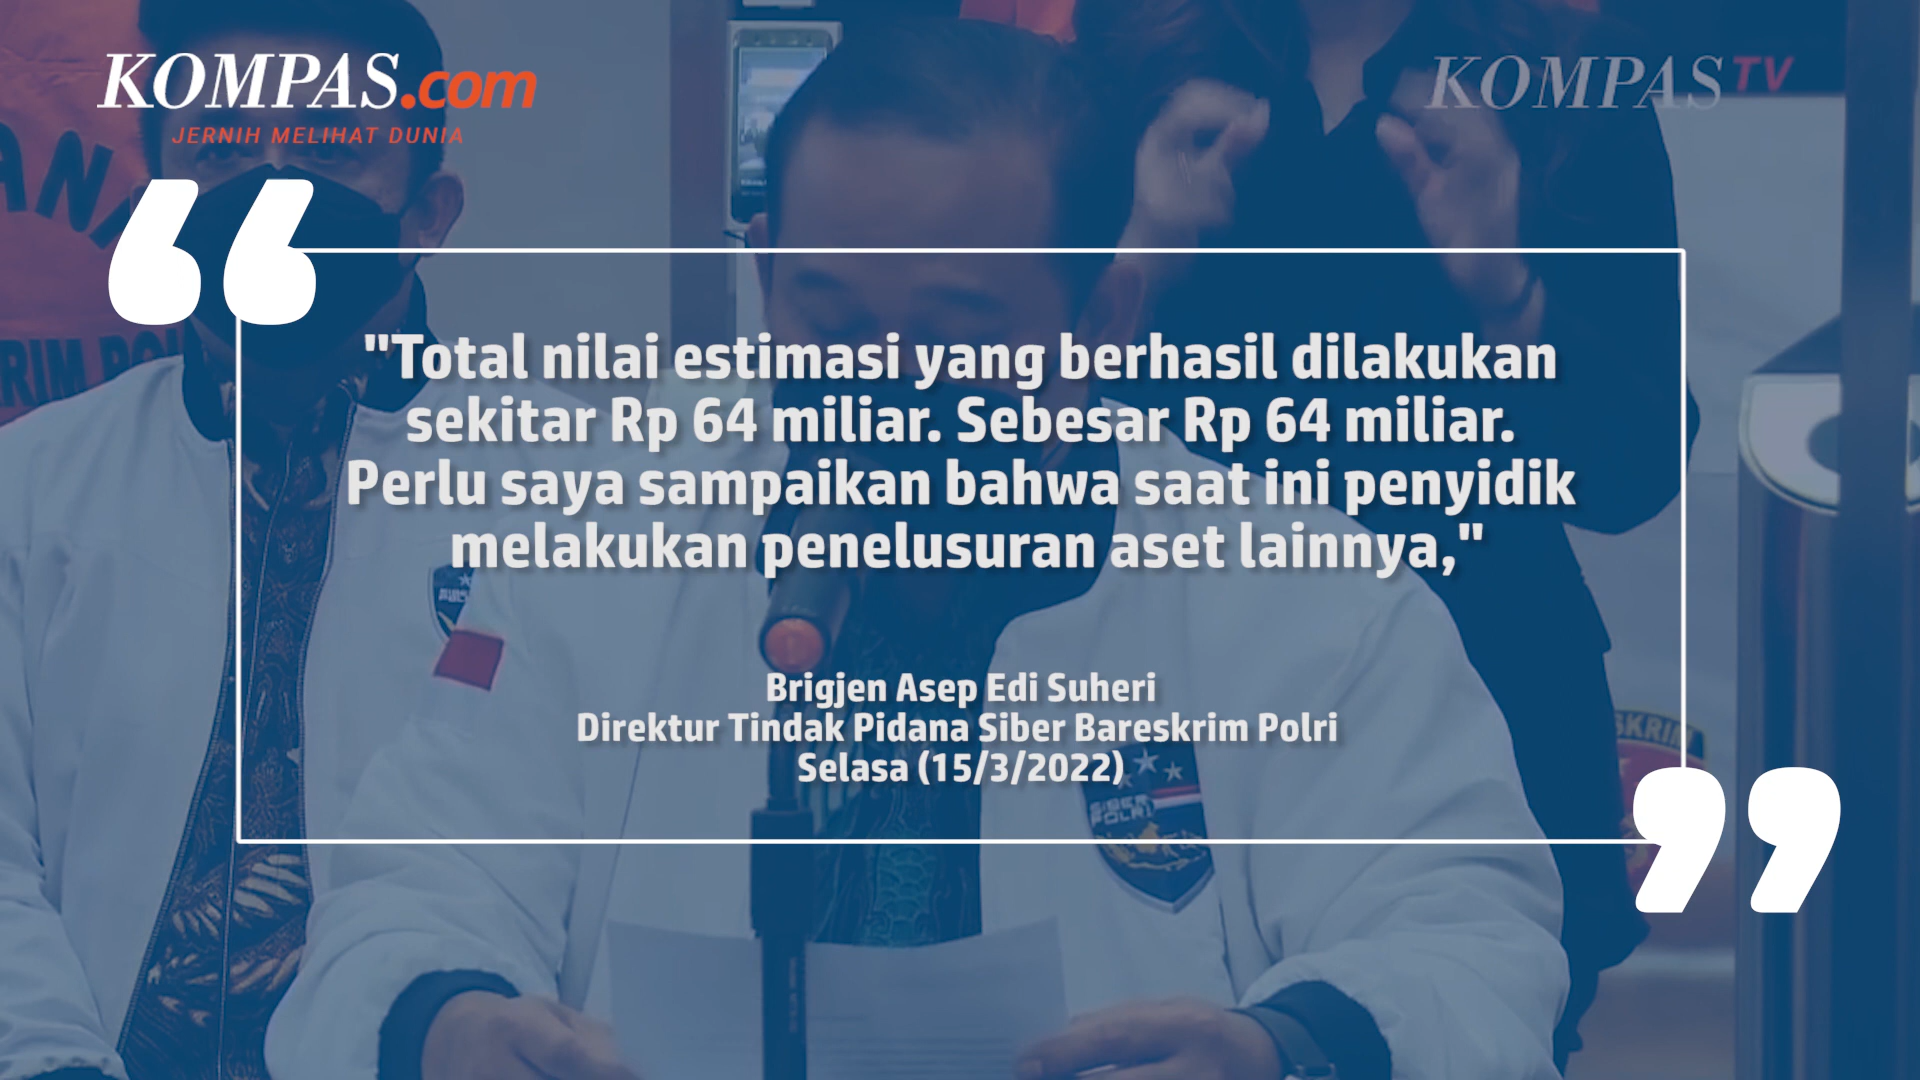 KOMPAS.com
JERNIH MELIHAT DUNIA
KOMPASTV
"Total nilai estimasi yang berhasil dilakukan
sekitar Rp 64 miliar. Sebesar Rp 64 miliar.
Perlu saya sampaikan bahwa saat ini penyidik
melakukan penelusuran aset lainnya,"
Brigjen Asep Edi Suheri
Direktur Tindak Pidana Siber Bareskrim Polri
Selasa (15/3/2022)
SIBER
POLRI